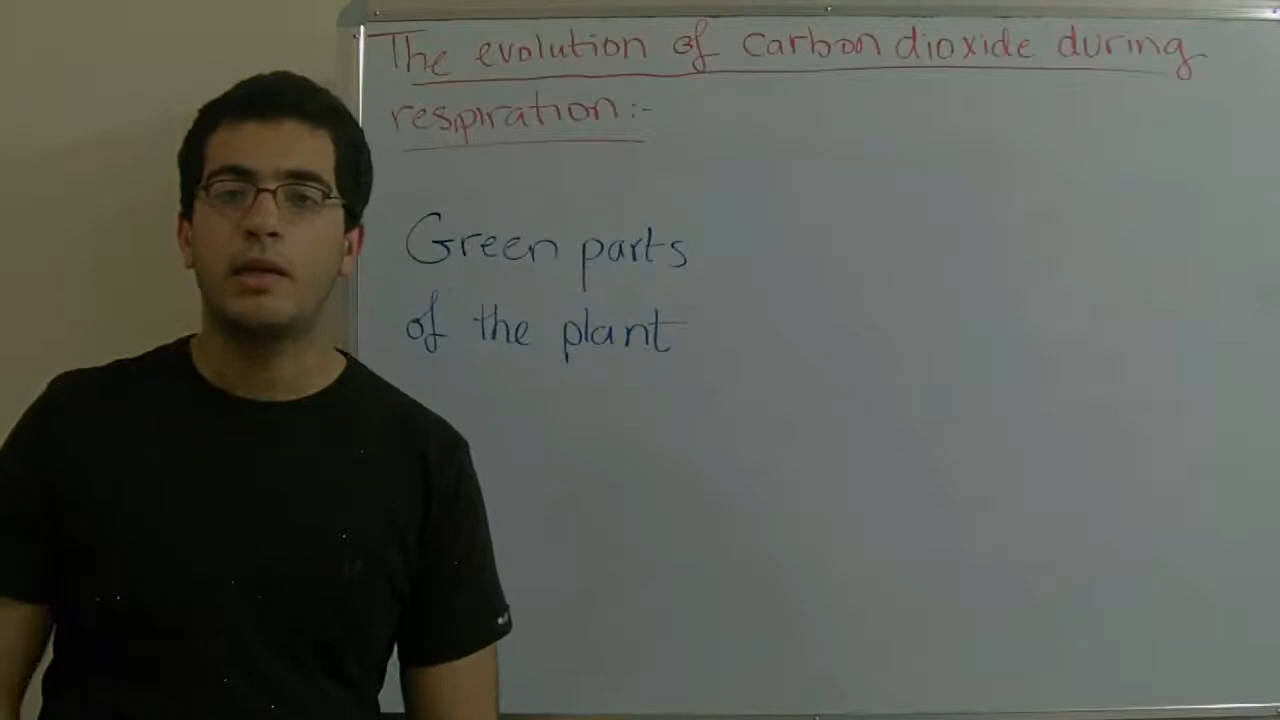 The evolution of carbon dioxide during
respiration:-
Green parts
of the plant